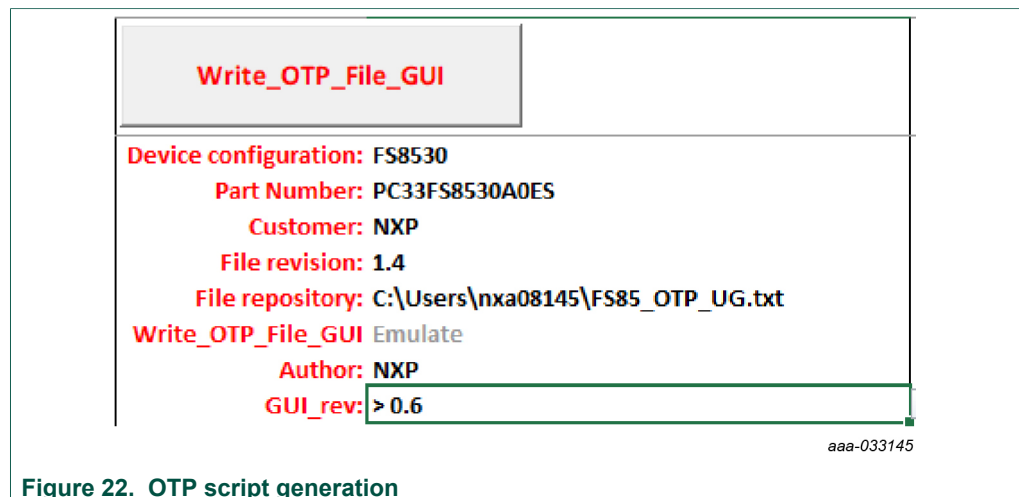 Write_OTP_File_GUI
Device configuration: FS8530
Part Number: PC33FS8530A0ES
Customer: NXP
File revision: 1.4
File repository: C:\Users\nxa08145\FS85_OTP_UG.txt
Write_OTP_File_GUI Emulate
Author: NXP
GUI_rev: > 0.6
aaa-033145
Figure 22. OTP script generation